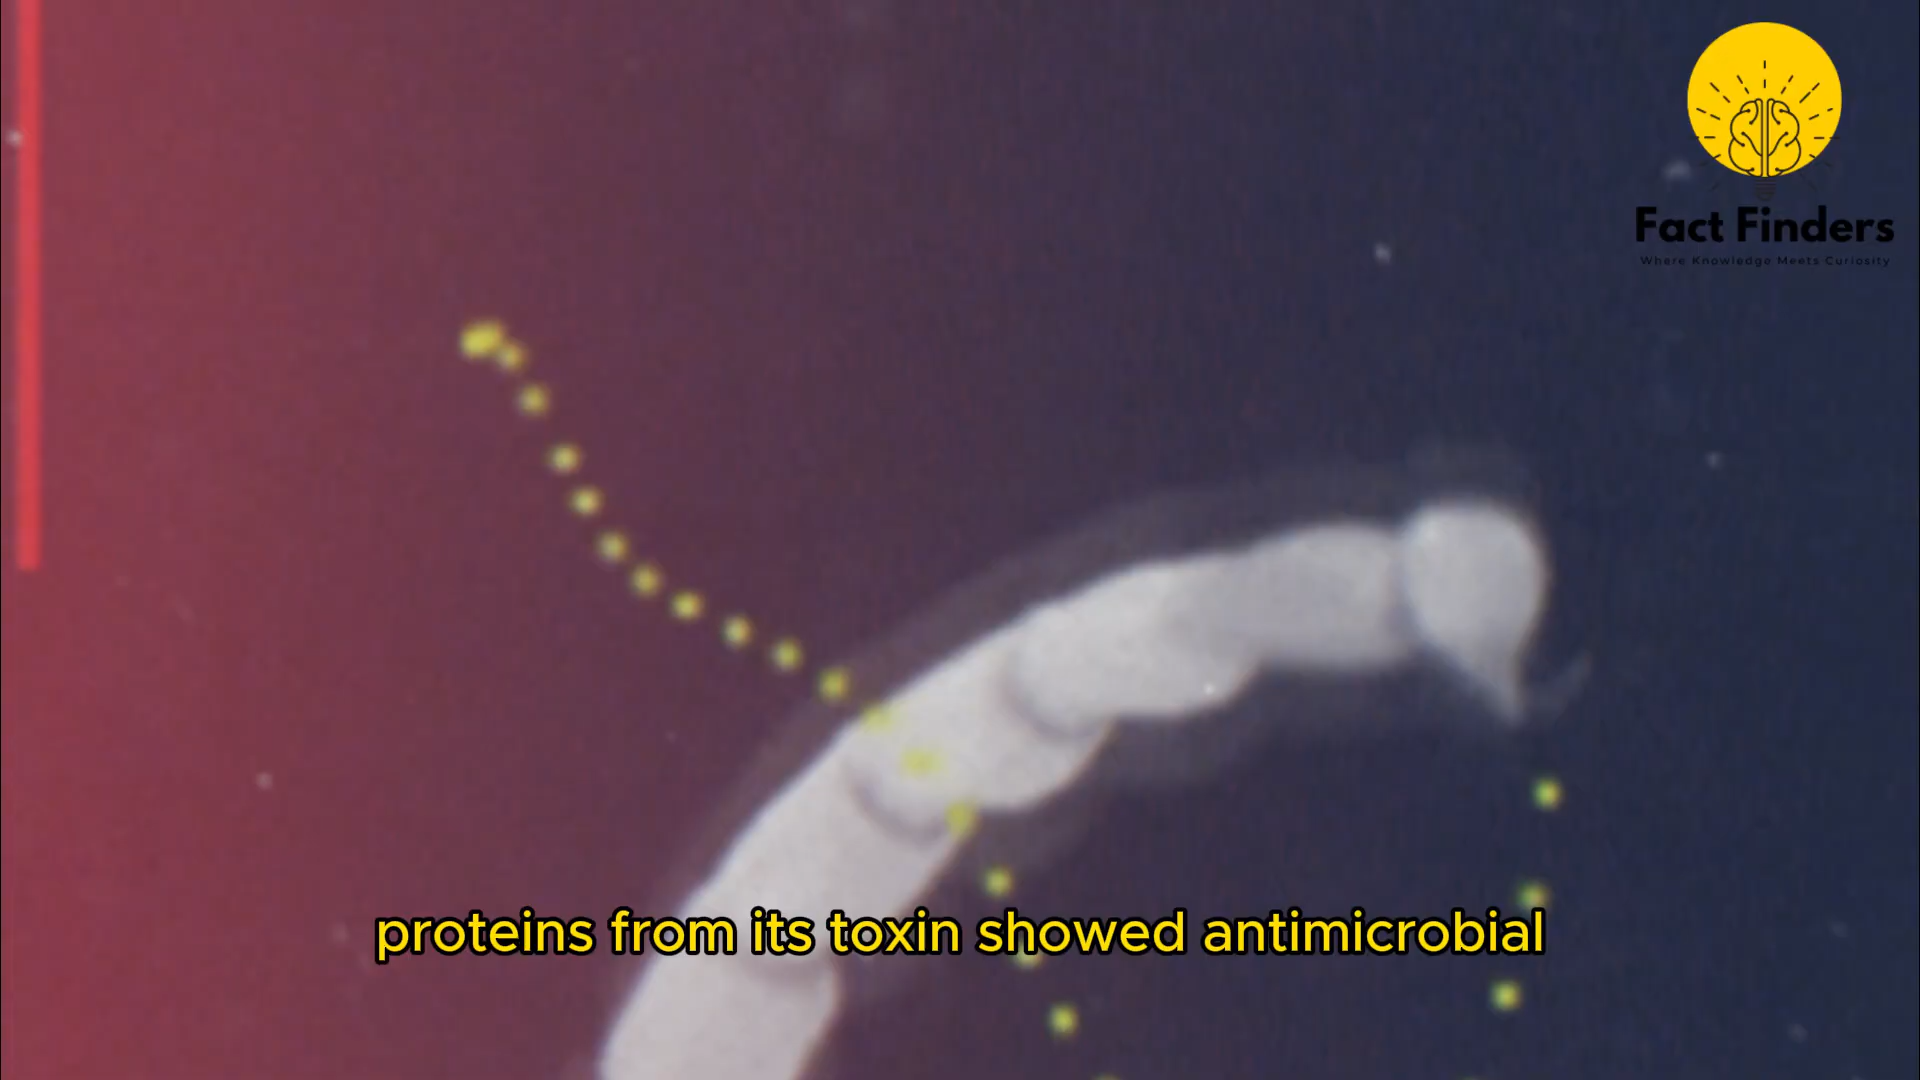 Fact Finders
Where Knowledge Meets Curiosity
proteins from its toxin showed antimicrobial